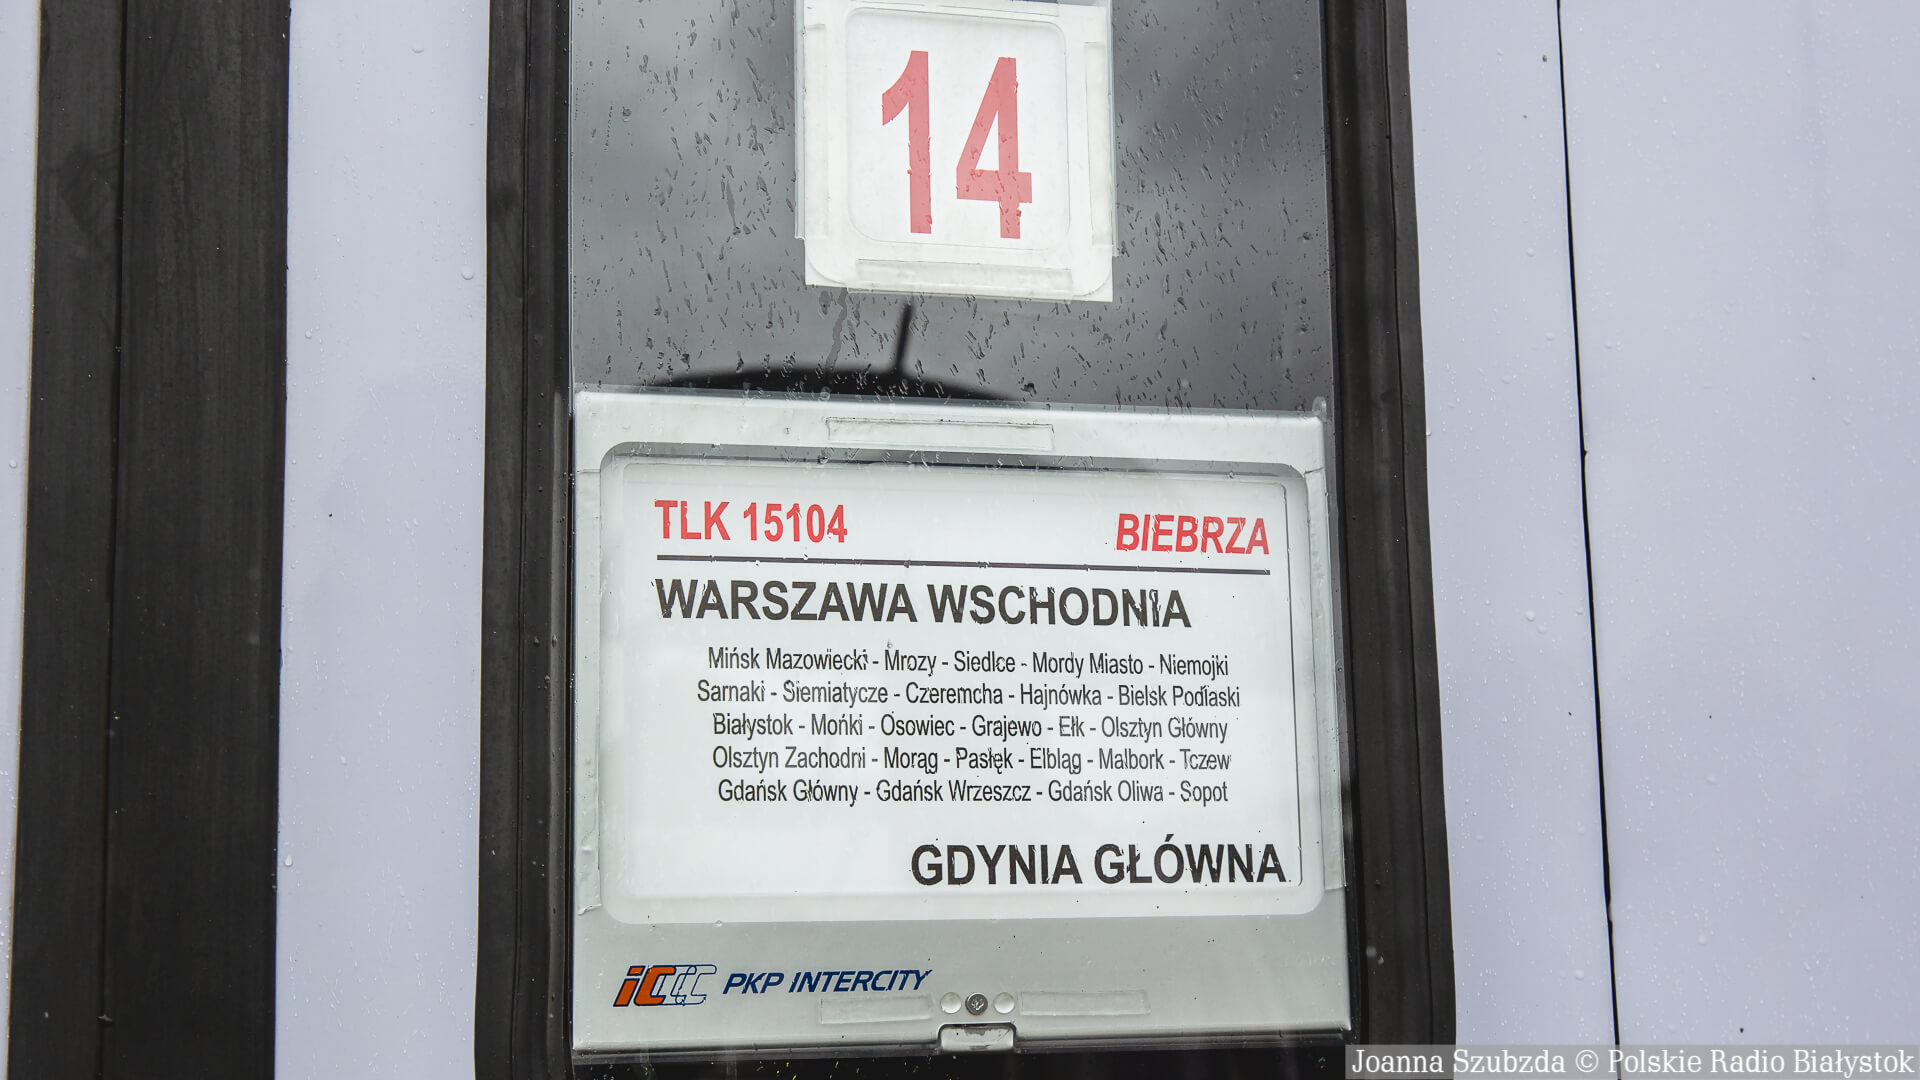 14
TLK 15104 BIEBRZA
WARSZAWA WSCHODNIA
Mińsk Mazowiecki - Mrozy - Siedlce - Mordy Miasto - Niemojki
Sarnaki - Siemiatycze - Czeremcha - Hajnówka - Bielsk Podlaski
Białystok - Mońki - Osowiec - Grajewo - Ełk - Olsztyn Główny
Olsztyn Zachodni - Morąg - Pasłęk - Elbląg - Malbork - Tczew
Gdańsk Główny - Gdańsk Wrzeszcz - Gdańsk Oliwa - Sopot
GDYNIA GŁÓWNA
iC PKP INTERCITY
Joanna Szubzda © Polskie Radio Białystok